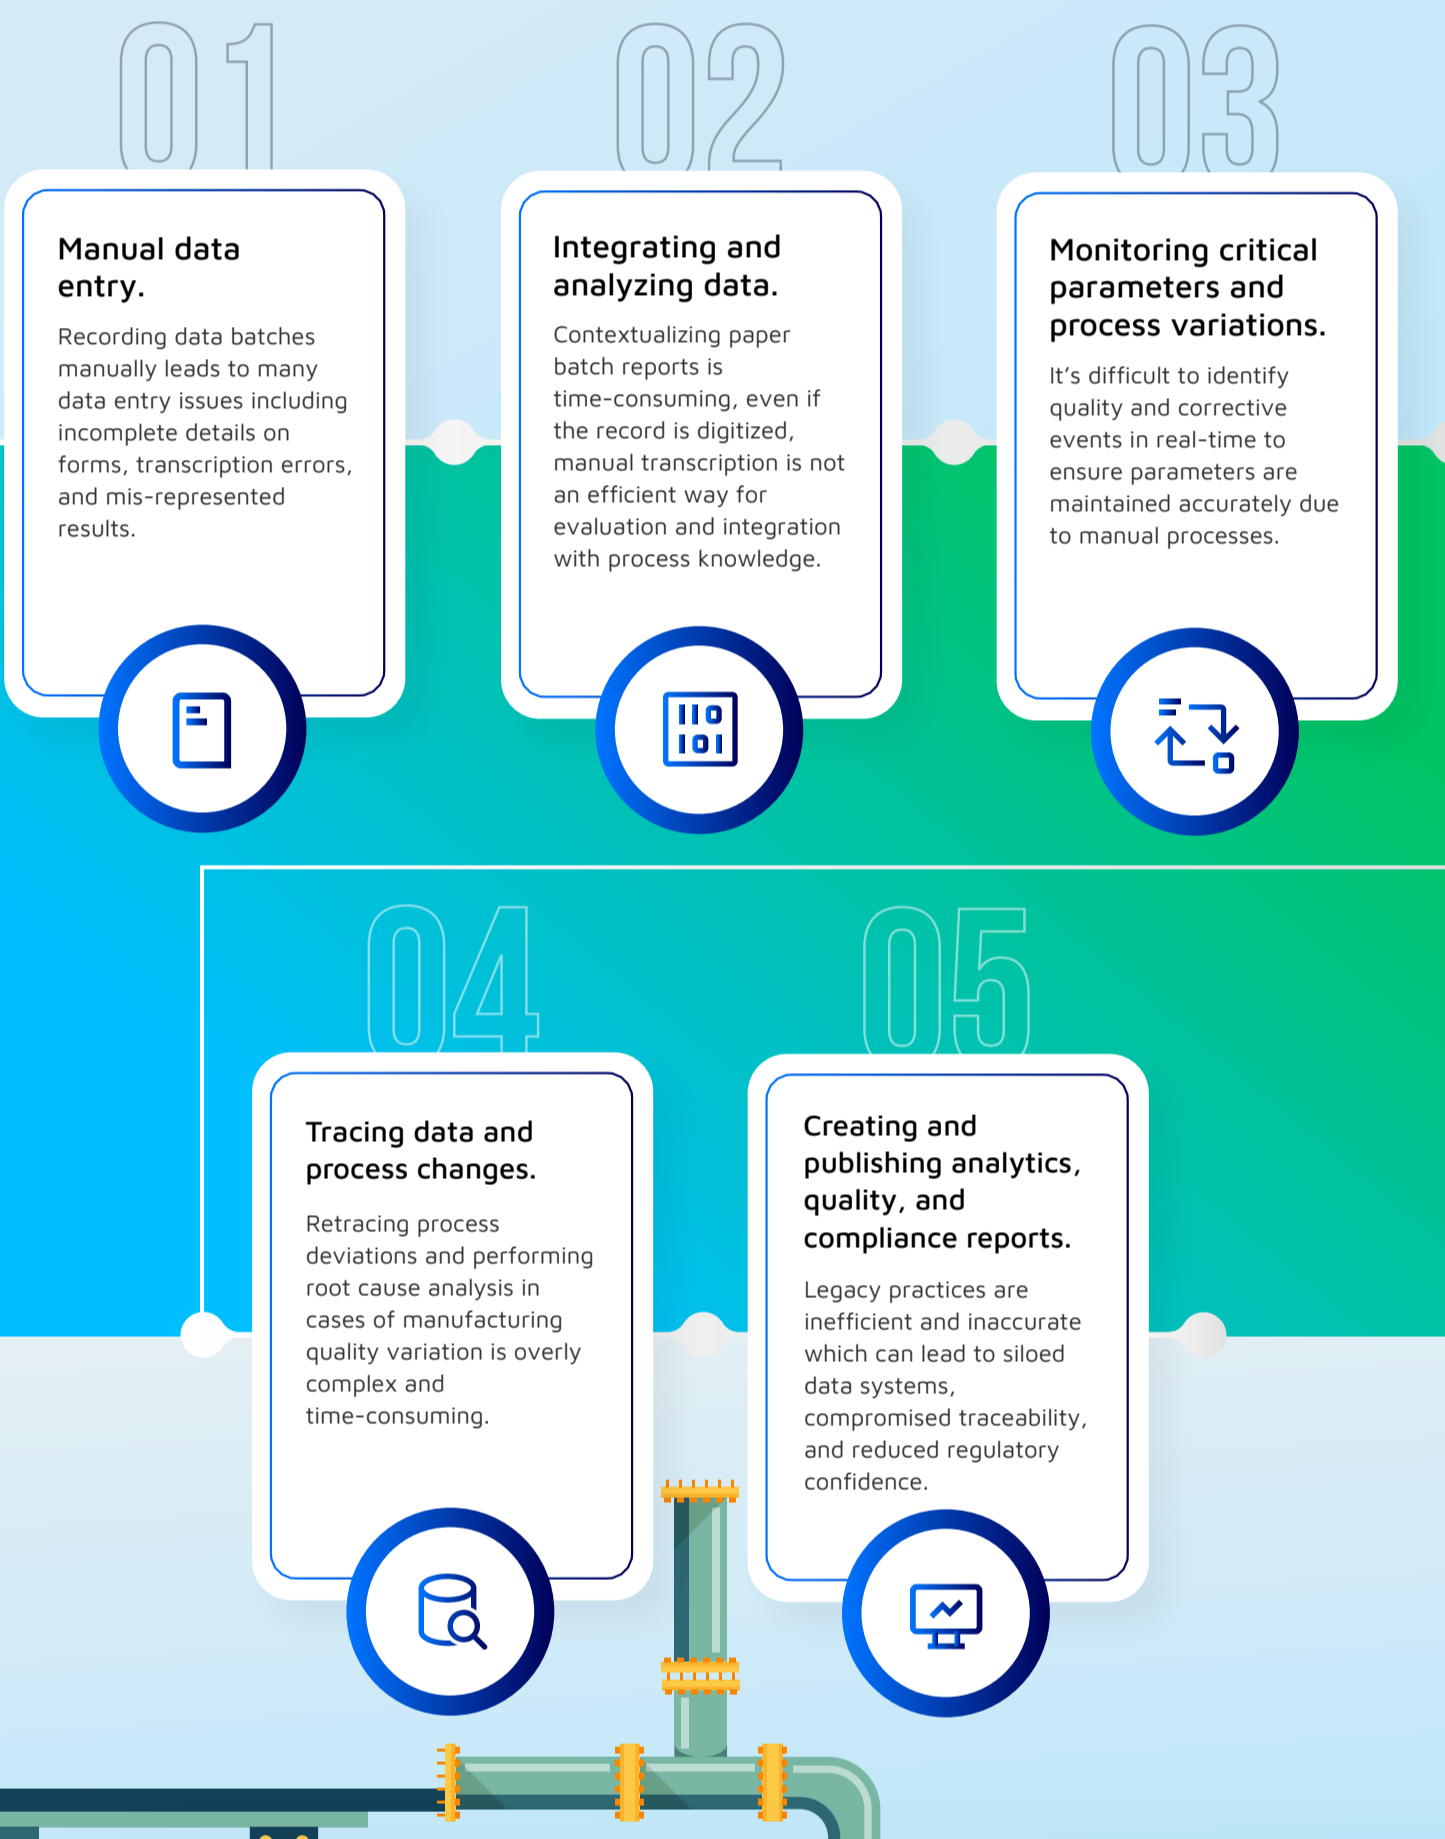 01
Manual data
entry.
Recording data batches
manually leads to many
data entry issues including
incomplete details on
forms, transcription errors,
and mis-represented
results.
02
Integrating and
analyzing data.
Contextualizing paper
batch reports is
time-consuming, even if
the record is digitized,
manual transcription is not
an efficient way for
evaluation and integration
with process knowledge.
110
101
03
Monitoring critical
parameters and
process variations.
It’s difficult to identify
quality and corrective
events in real-time to
ensure parameters are
maintained accurately due
to manual processes.
04
Tracing data and
process changes.
Retracing process
deviations and performing
root cause analysis in
cases of manufacturing
quality variation is overly
complex and
time-consuming.
05
Creating and
publishing analytics,
quality, and
compliance reports.
Legacy practices are
inefficient and inaccurate
which can lead to siloed
data systems,
compromised traceability,
and reduced regulatory
confidence.